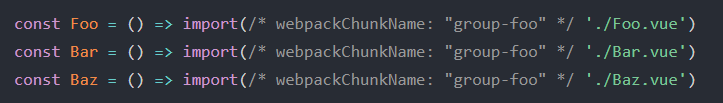 const Foo = () => import(/* webpackChunkName: "group-foo" */ './Foo.vue')
const Bar = () => import(/* webpackChunkName: "group-foo" */ './Bar.vue')
const Baz = () => import(/* webpackChunkName: "group-foo" */ './Baz.vue')